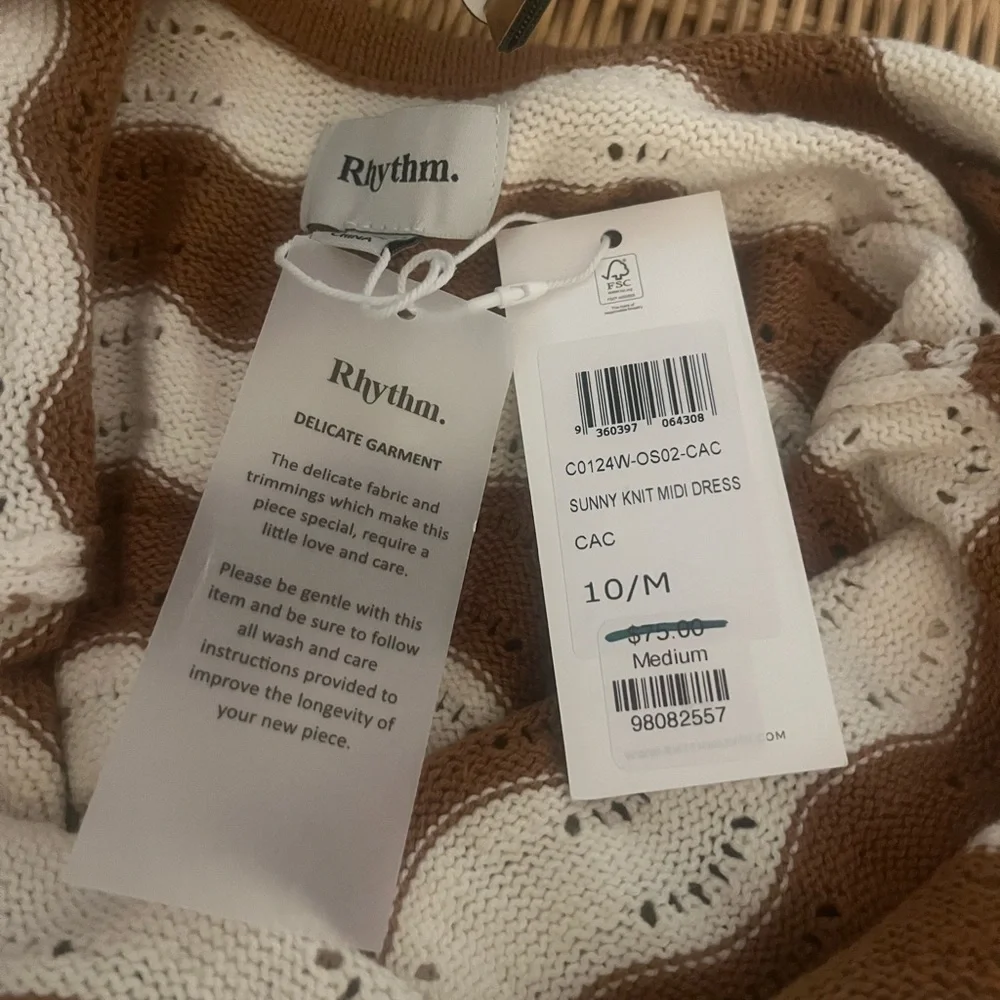 Rhythm.
CHINA
Rhythm.
DELICATE GARMENT
The delicate fabric and
trimmings which make this
piece special, require a
little love and care.
Please be gentle with this
item and be sure to follow
all wash and care
instructions provided to
improve the longevity of
your new piece.
FSC
9 360397 064308
C0124W-OS02-CAC
SUNNY KNIT MIDI DRESS
CAC
10/M
$75.00
Medium
98082557